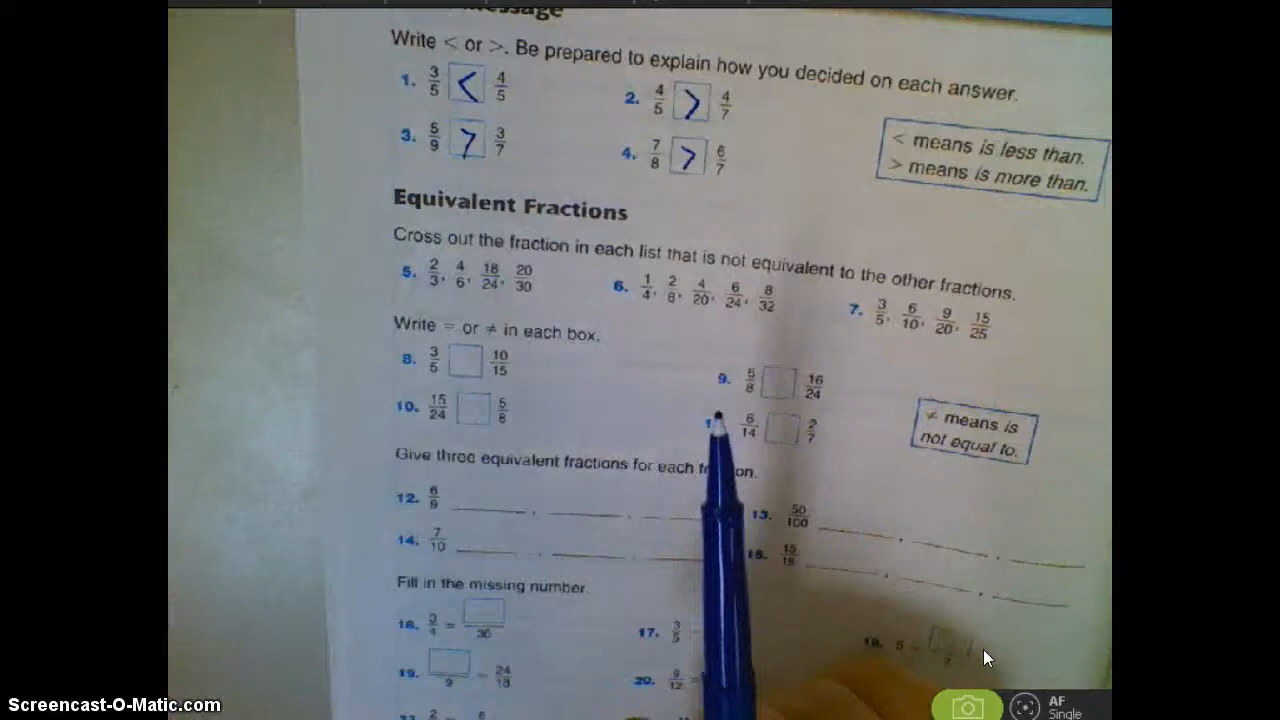 Message
Write < or >. Be prepared to explain how you decided on each answer.
1. 3/5 < 4/5
2. 4/5 > 4/7
3. 5/9 > 3/7
4. 7/8 > 6/7
< means is less than.
> means is more than.
Equivalent Fractions
Cross out the fraction in each list that is not equivalent to the other fractions.
5. 2/3, 4/6, 18/24, 20/30
6. 1/4, 2/8, 4/20, 6/24, 8/32
7. 3/5, 6/10, 9/20, 15/25
Write = or ≠ in each box.
8. 3/5 10/15
9. 5/8 16/24
10. 15/24 5/8
6/14 2/7
≠ means is
not equal to.
Give three equivalent fractions for each fraction.
12. 6/9
13. 50/100
14. 7/10
15. 15/18
Fill in the missing number.
16. 3/4 = /36
17. 3/5
18. 5 =
19. /9 = 24/18
20. 9/12 =
Screencast-O-Matic.com
AF
Single